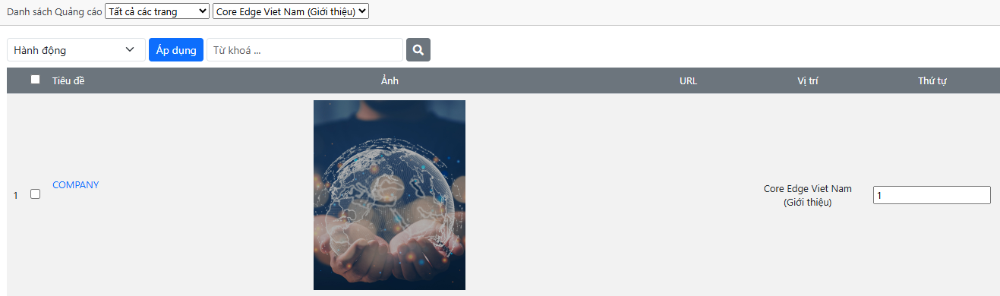 Danh sách Quảng cáo Tất cả các trang Core Edge Viet Nam (Giới thiệu)
Hành động Áp dụng Từ khoá ...
Tiêu đề Ảnh URL Vị trí Thứ tự
1 COMPANY Core Edge Viet Nam 1
(Giới thiệu)